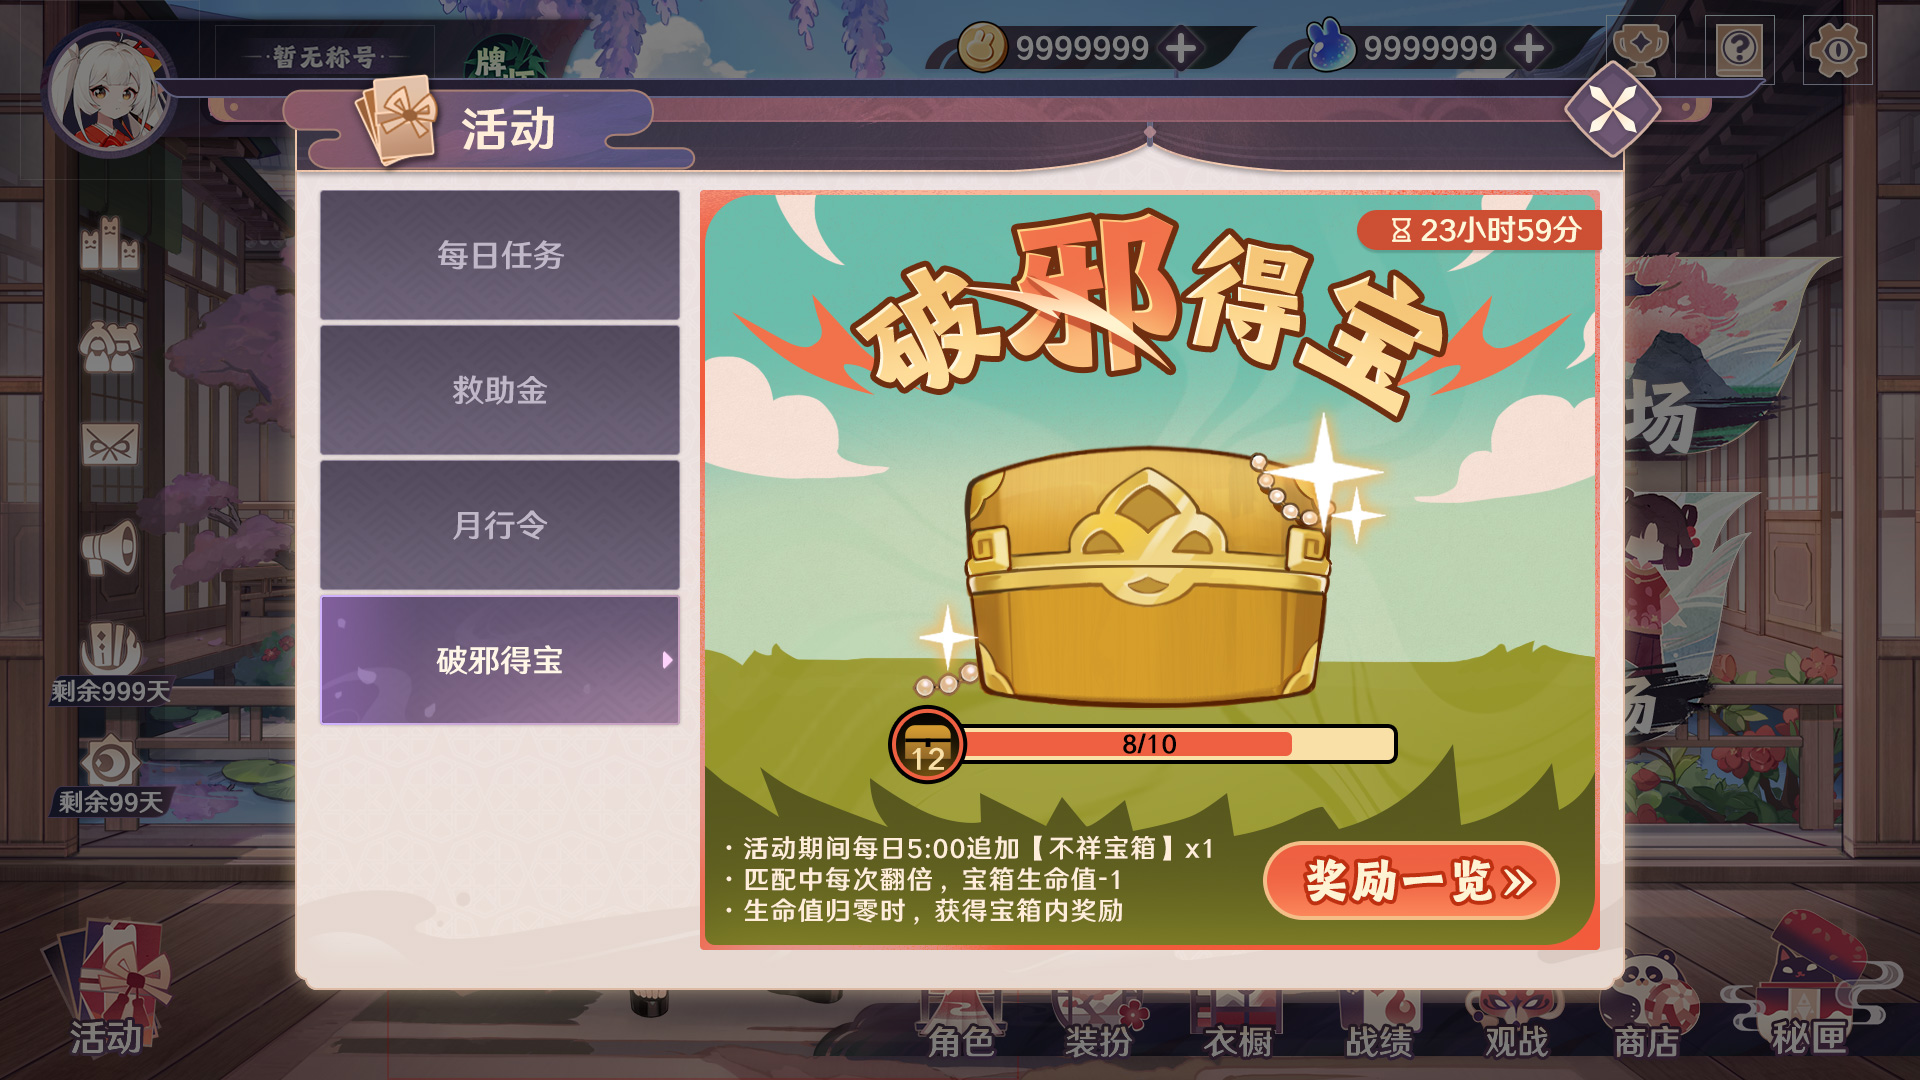 暂无称号
牌
9999999
9999999
活动
每日任务
救助金
月行令
破邪得宝
23小时59分
破邪得宝
12
8/10
· 活动期间每日5:00追加【不祥宝箱】x1
· 匹配中每次翻倍，宝箱生命值-1
· 生命值归零时，获得宝箱内奖励
奖励一览
剩余999天
剩余99天
场
场
活动
角色
装扮
衣橱
战绩
观战
商店
秘匣